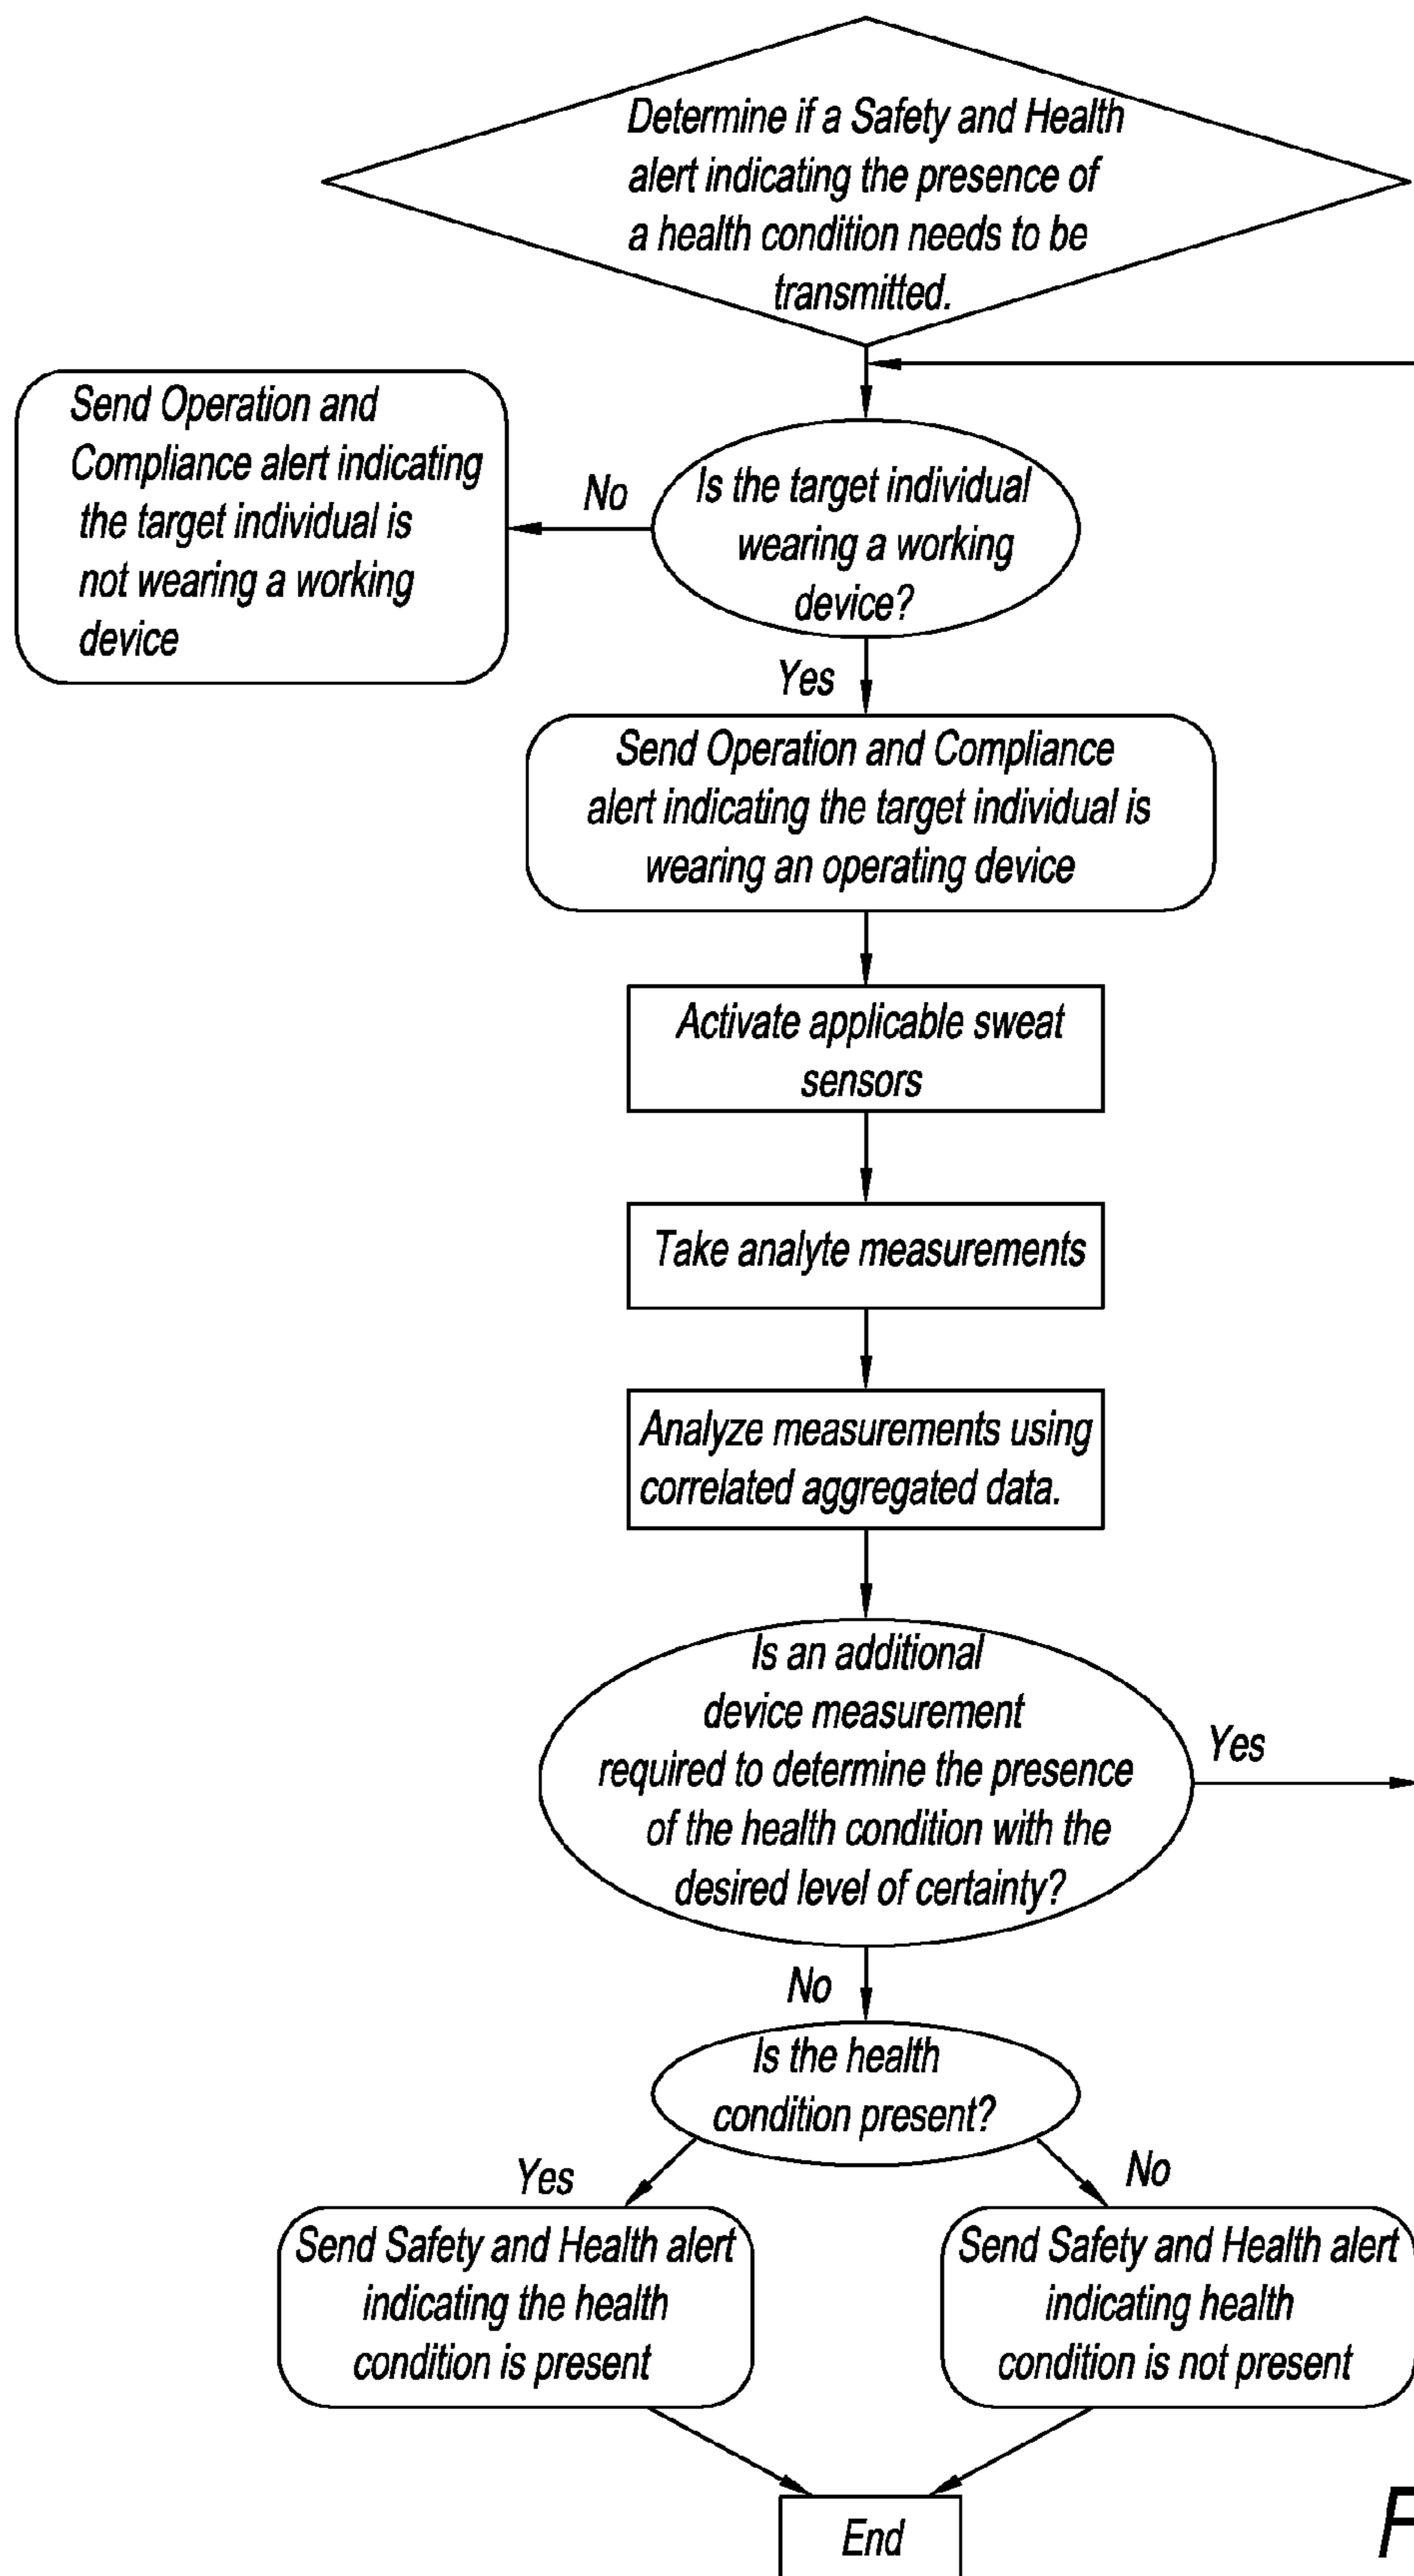 Determine if a Safety and Health
alert indicating the presence of
a health condition needs to be
transmitted.
Send Operation and
Compliance alert indicating
the target individual is
not wearing a working
device
No
Is the target individual
wearing a working
device?
Yes
Send Operation and Compliance
alert indicating the target individual is
wearing an operating device
Activate applicable sweat
sensors
Take analyte measurements
Analyze measurements using
correlated aggregated data.
Is an additional
device measurement
required to determine the presence
of the health condition with the
desired level of certainty?
Yes
No
Is the health
condition present?
Yes
No
Send Safety and Health alert
indicating the health
condition is present
Send Safety and Health alert
indicating health
condition is not present
End
F